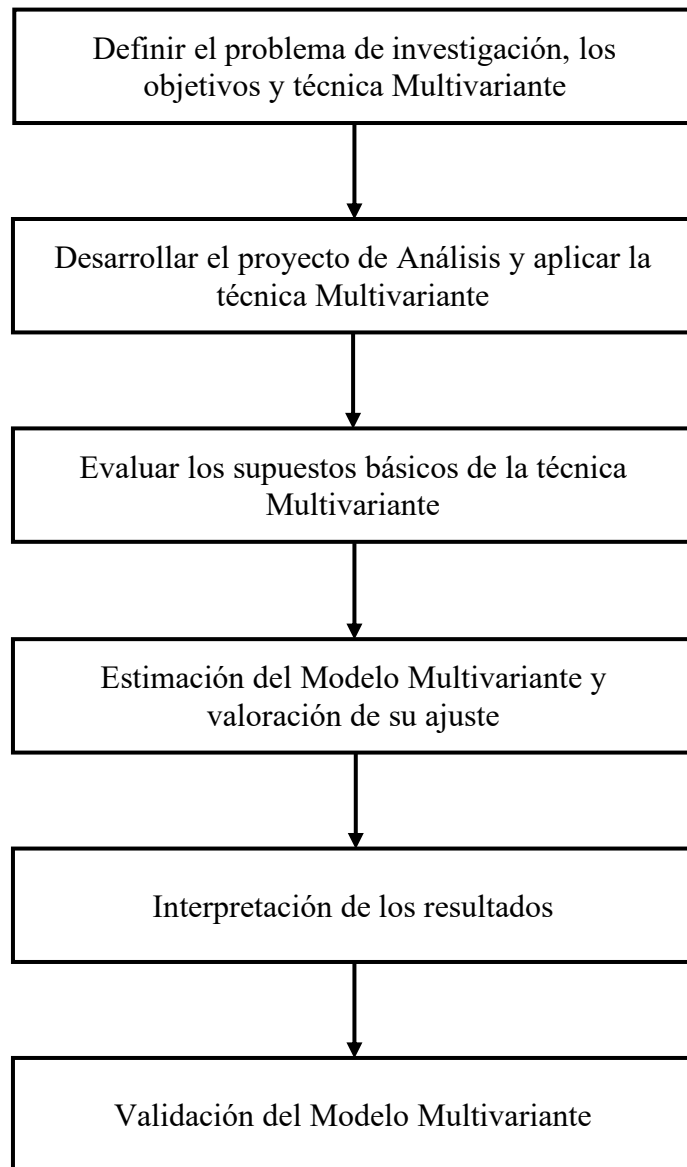 Definir el problema de investigación, los
objetivos y técnica Multivariante
Desarrollar el proyecto de Análisis y aplicar la
técnica Multivariante
Evaluar los supuestos básicos de la técnica
Multivariante
Estimación del Modelo Multivariante y
valoración de su ajuste
Interpretación de los resultados
Validación del Modelo Multivariante